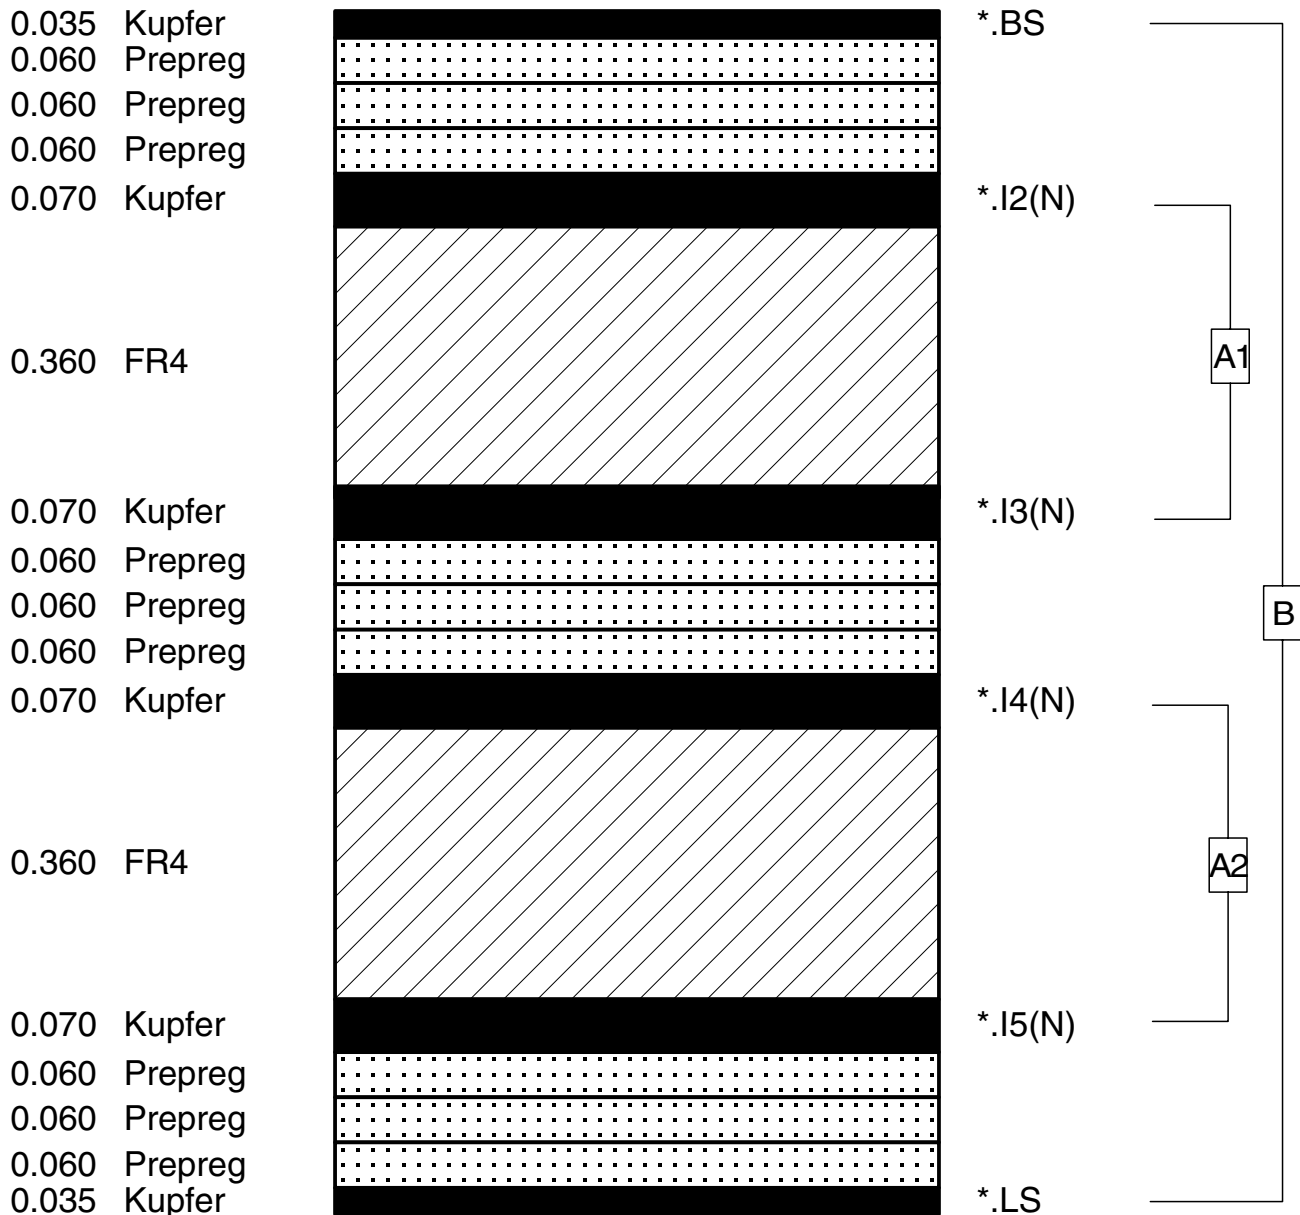 0.035 Kupfer *.BS
0.060 Prepreg
0.060 Prepreg
0.060 Prepreg
0.070 Kupfer *.I2(N)
0.360 FR4 A1
0.070 Kupfer *.I3(N)
0.060 Prepreg
0.060 Prepreg B
0.060 Prepreg
0.070 Kupfer *.I4(N)
0.360 FR4 A2
0.070 Kupfer *.I5(N)
0.060 Prepreg
0.060 Prepreg
0.060 Prepreg
0.035 Kupfer *.LS